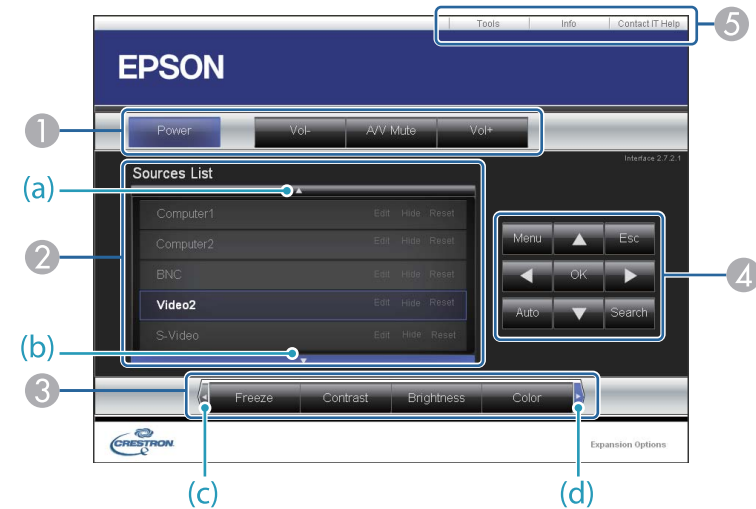 Tools Info Contact IT Help 5
EPSON
1 Power Vol- A/V Mute Vol+
Interface 2.7.2.1
Sources List
(a)
Computer1 Edit Hide Reset
Computer2 Edit Hide Reset
2
BNC Edit Hide Reset
Video2 Edit Hide Reset
S-Video Edit Hide Reset
(b)
Menu Esc
OK 4
Auto Search
3 Freeze Contrast Brightness Color
CRESTRON Expansion Options
(c) (d)